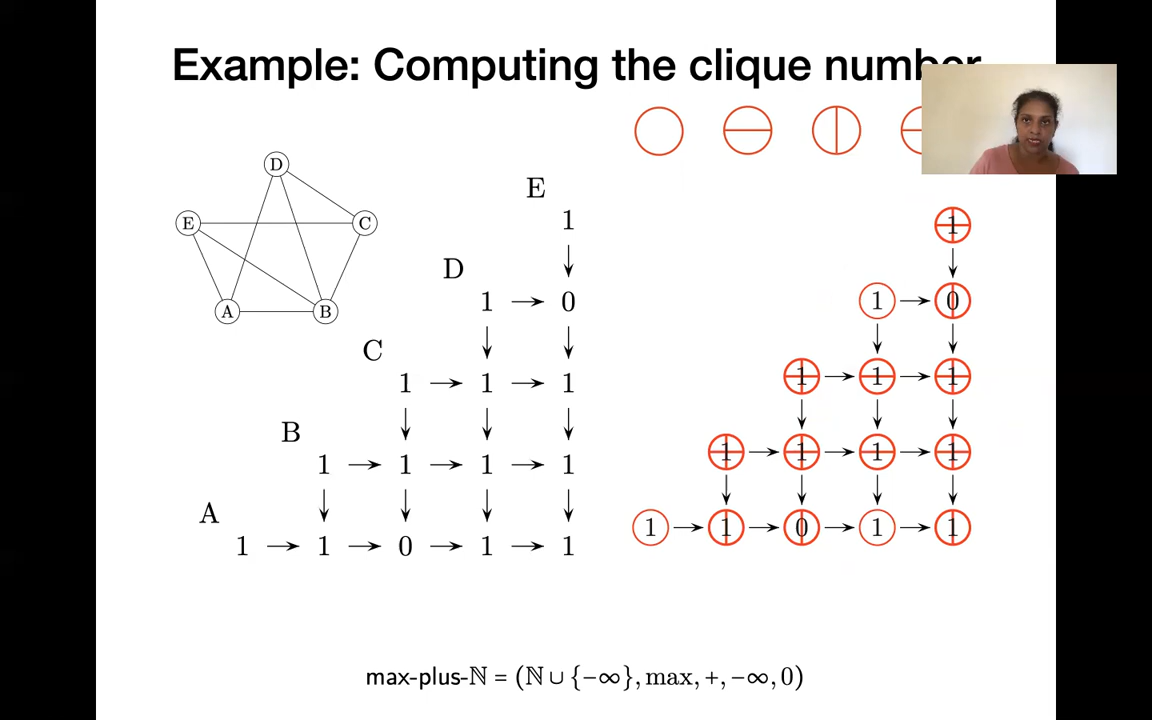 Example: Computing the clique number
D
E
C
A
B
E
1
1
D
1 → 0
1 → 0
C
1 → 1 → 1
1 → 1 → 1
B
1 → 1 → 1 → 1
1 → 1 → 1 → 1
A
1 → 1 → 0 → 1 → 1
1 → 1 → 0 → 1 → 1
max-plus-ℕ = (ℕ ∪ {−∞}, max, +, −∞, 0)